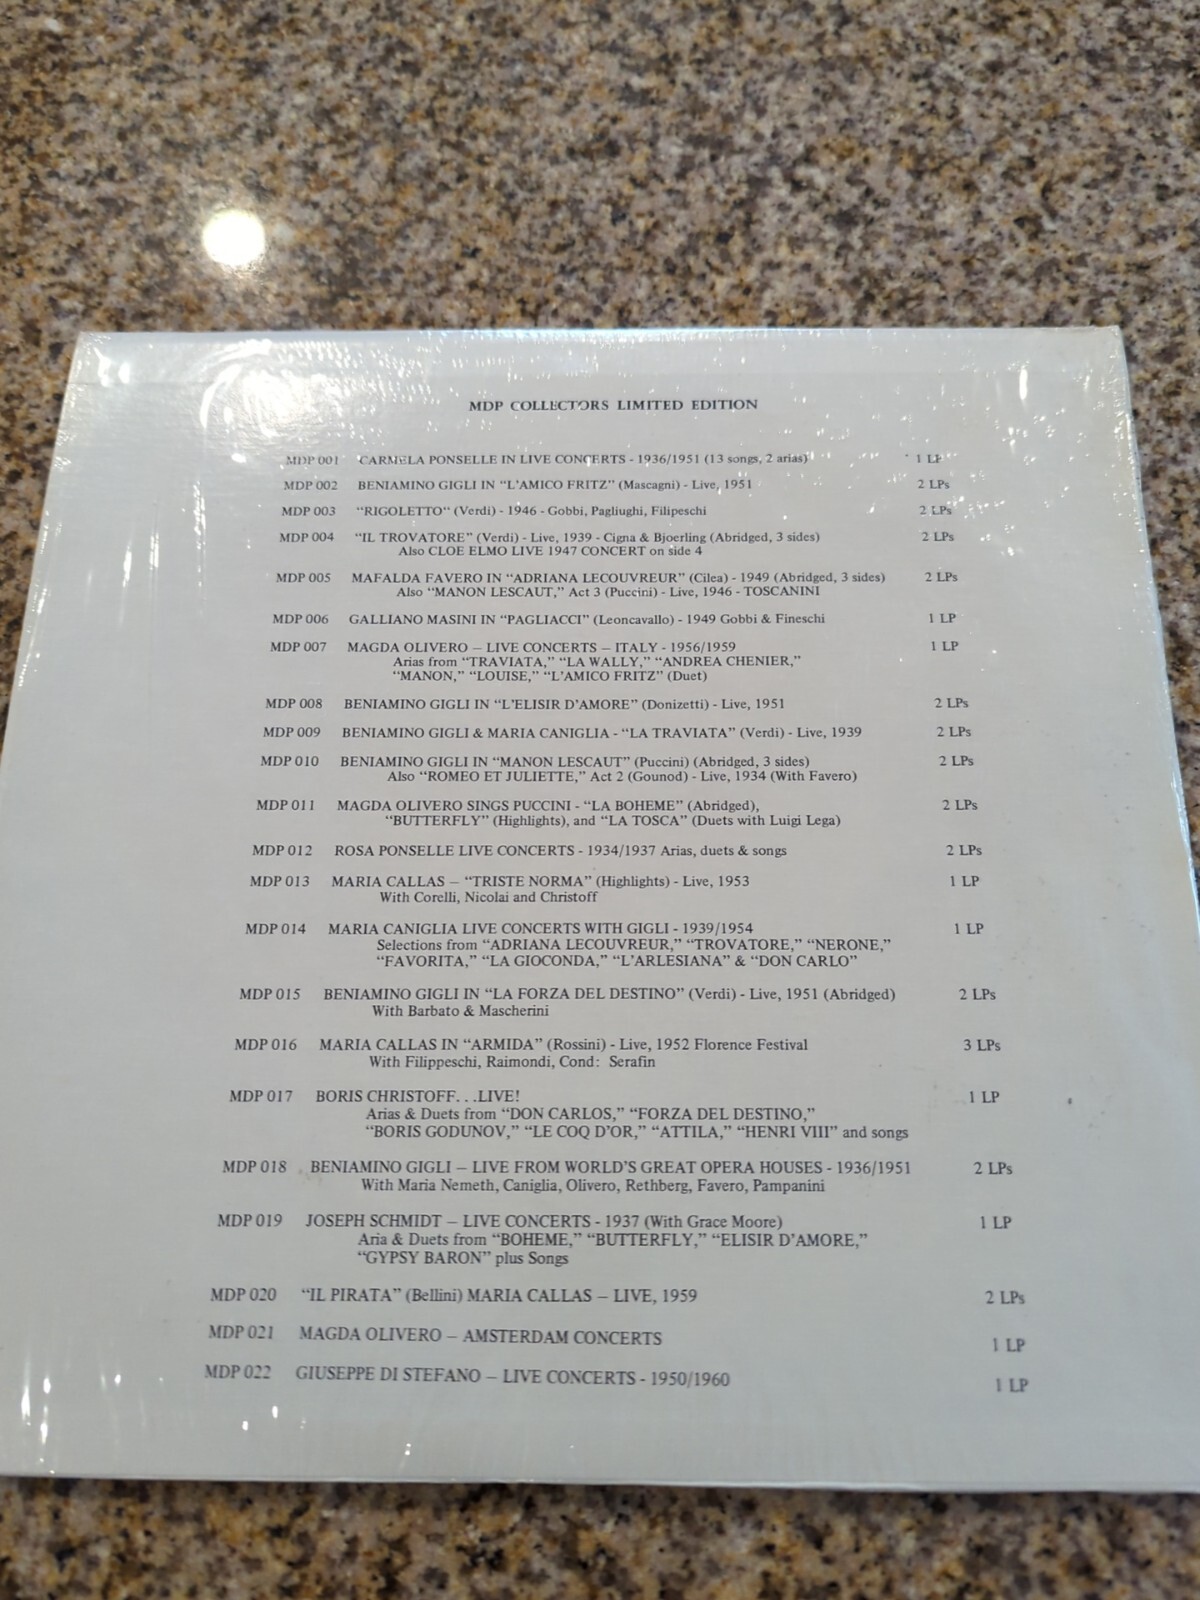 MDP COLLECTORS LIMITED EDITION
MDP 001 CARMELA PONSELLE IN LIVE CONCERTS - 1936/1951 (13 songs, 2 arias) 1 LP
MDP 002 BENIAMINO GIGLI IN “L’AMICO FRITZ” (Mascagni) - Live, 1951 2 LPs
MDP 003 “RIGOLETTO“ (Verdi) - 1946 - Gobbi, Pagliughi, Filipeschi 2 LPs
MDP 004 “IL TROVATORE” (Verdi) - Live, 1939 - Cigna & Bjoerling (Abridged, 3 sides) 2 LPs
Also CLOE ELMO LIVE 1947 CONCERT on side 4
MDP 005 MAFALDA FAVERO IN “ADRIANA LECOUVREUR” (Cilea) - 1949 (Abridged, 3 sides) 2 LPs
Also “MANON LESCAUT,” Act 3 (Puccini) - Live, 1946 - TOSCANINI
MDP 006 GALLIANO MASINI IN “PAGLIACCI” (Leoncavallo) - 1949 Gobbi & Fineschi 1 LP
MDP 007 MAGDA OLIVERO – LIVE CONCERTS – ITALY - 1956/1959 1 LP
Arias from “TRAVIATA,” “LA WALLY,” “ANDREA CHENIER,”
“MANON,” “LOUISE,” “L’AMICO FRITZ” (Duet)
MDP 008 BENIAMINO GIGLI IN “L’ELISIR D’AMORE” (Donizetti) - Live, 1951 2 LPs
MDP 009 BENIAMINO GIGLI & MARIA CANIGLIA - “LA TRAVIATA” (Verdi) - Live, 1939 2 LPs
MDP 010 BENIAMINO GIGLI IN “MANON LESCAUT” (Puccini) (Abridged, 3 sides) 2 LPs
Also “ROMEO ET JULIETTE,” Act 2 (Gounod) - Live, 1934 (With Favero)
MDP 011 MAGDA OLIVERO SINGS PUCCINI - “LA BOHEME” (Abridged), 2 LPs
“BUTTERFLY” (Highlights), and “LA TOSCA” (Duets with Luigi Lega)
MDP 012 ROSA PONSELLE LIVE CONCERTS - 1934/1937 Arias, duets & songs 2 LPs
MDP 013 MARIA CALLAS – “TRISTE NORMA” (Highlights) - Live, 1953 1 LP
With Corelli, Nicolai and Christoff
MDP 014 MARIA CANIGLIA LIVE CONCERTS WITH GIGLI - 1939/1954 1 LP
Selections from “ADRIANA LECOUVREUR,” “TROVATORE,” “NERONE,”
“FAVORITA,” “LA GIOCONDA,” “L’ARLESIANA” & “DON CARLO”
MDP 015 BENIAMINO GIGLI IN “LA FORZA DEL DESTINO” (Verdi) - Live, 1951 (Abridged) 2 LPs
With Barbato & Mascherini
MDP 016 MARIA CALLAS IN “ARMIDA” (Rossini) - Live, 1952 Florence Festival 3 LPs
With Filippeschi, Raimondi, Cond: Serafin
MDP 017 BORIS CHRISTOFF. . .LIVE! 1 LP
Arias & Duets from “DON CARLOS,” “FORZA DEL DESTINO,”
“BORIS GODUNOV,” “LE COQ D’OR,” “ATTILA,” “HENRI VIII” and songs
MDP 018 BENIAMINO GIGLI – LIVE FROM WORLD’S GREAT OPERA HOUSES - 1936/1951 2 LPs
With Maria Nemeth, Caniglia, Olivero, Rethberg, Favero, Pampanini
MDP 019 JOSEPH SCHMIDT – LIVE CONCERTS - 1937 (With Grace Moore) 1 LP
Aria & Duets from “BOHEME,” “BUTTERFLY,” “ELISIR D’AMORE,”
“GYPSY BARON” plus Songs
MDP 020 “IL PIRATA” (Bellini) MARIA CALLAS – LIVE, 1959 2 LPs
MDP 021 MAGDA OLIVERO – AMSTERDAM CONCERTS 1 LP
MDP 022 GIUSEPPE DI STEFANO – LIVE CONCERTS - 1950/1960 1 LP